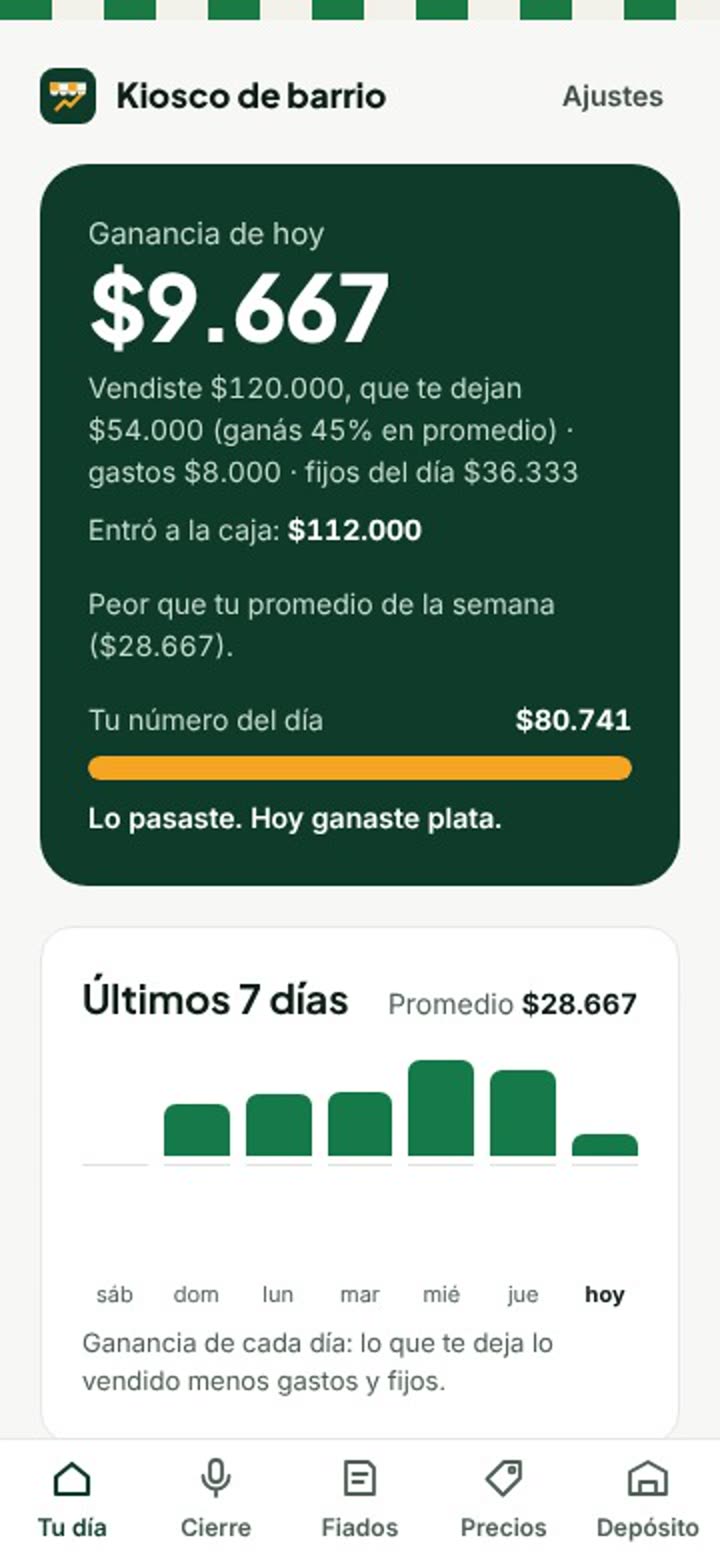 Kiosco de barrio
Ajustes
Ganancia de hoy
$9.667
Vendiste $120.000, que te dejan
$54.000 (ganás 45% en promedio) ·
gastos $8.000 · fijos del día $36.333
Entró a la caja: $112.000
Peor que tu promedio de la semana
($28.667).
Tu número del día $80.741
Lo pasaste. Hoy ganaste plata.
Últimos 7 días Promedio $28.667
sáb dom lun mar mié jue hoy
Ganancia de cada día: lo que te deja lo
vendido menos gastos y fijos.
Tu día Cierre Fiados Precios Depósito